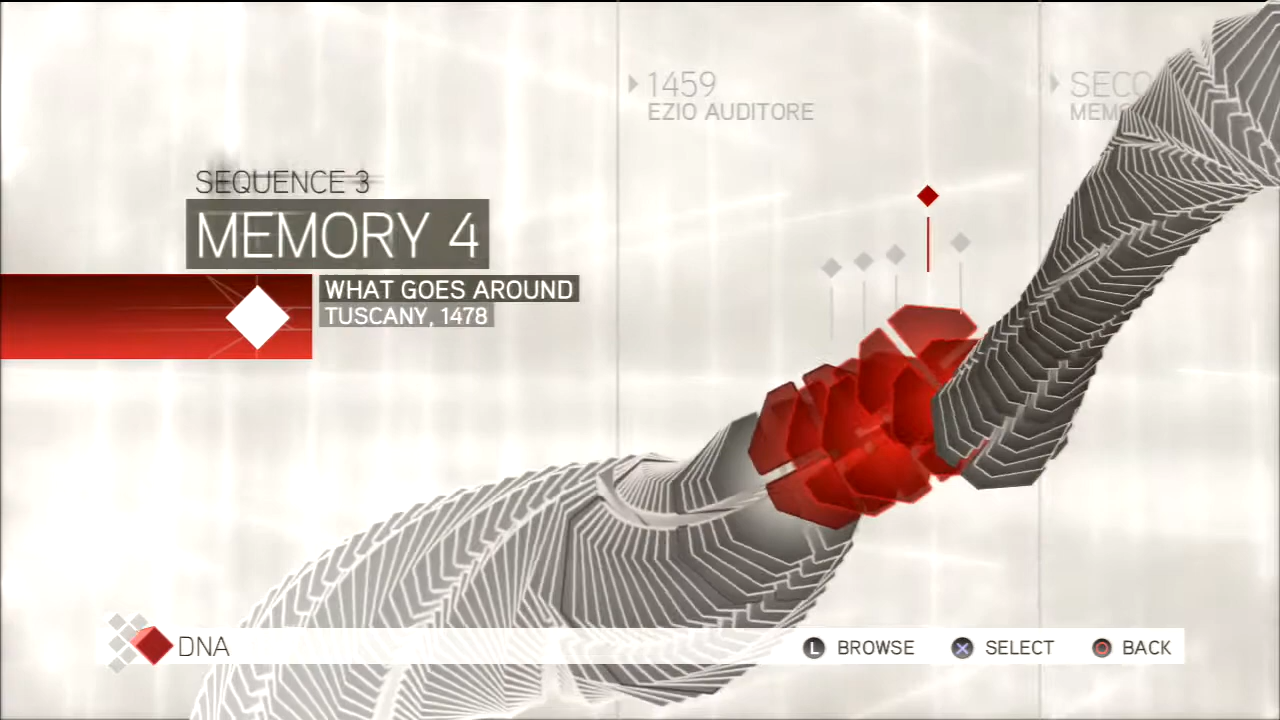 1459
EZIO AUDITORE
SEQUENCE 3
MEMORY 4
WHAT GOES AROUND
TUSCANY, 1478
DNA
L BROWSE
SELECT
BACK